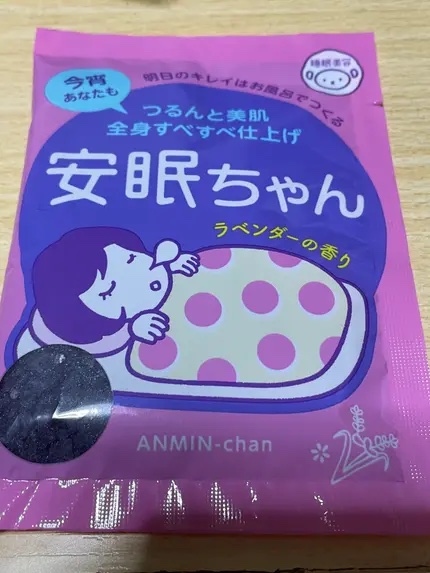 睡眠美容
明日のキレイはお風呂でつくる
今宵
あなたも
つるんと美肌
全身すべすべ仕上げ
安眠ちゃん
ラベンダーの香り
ANMIN-chan